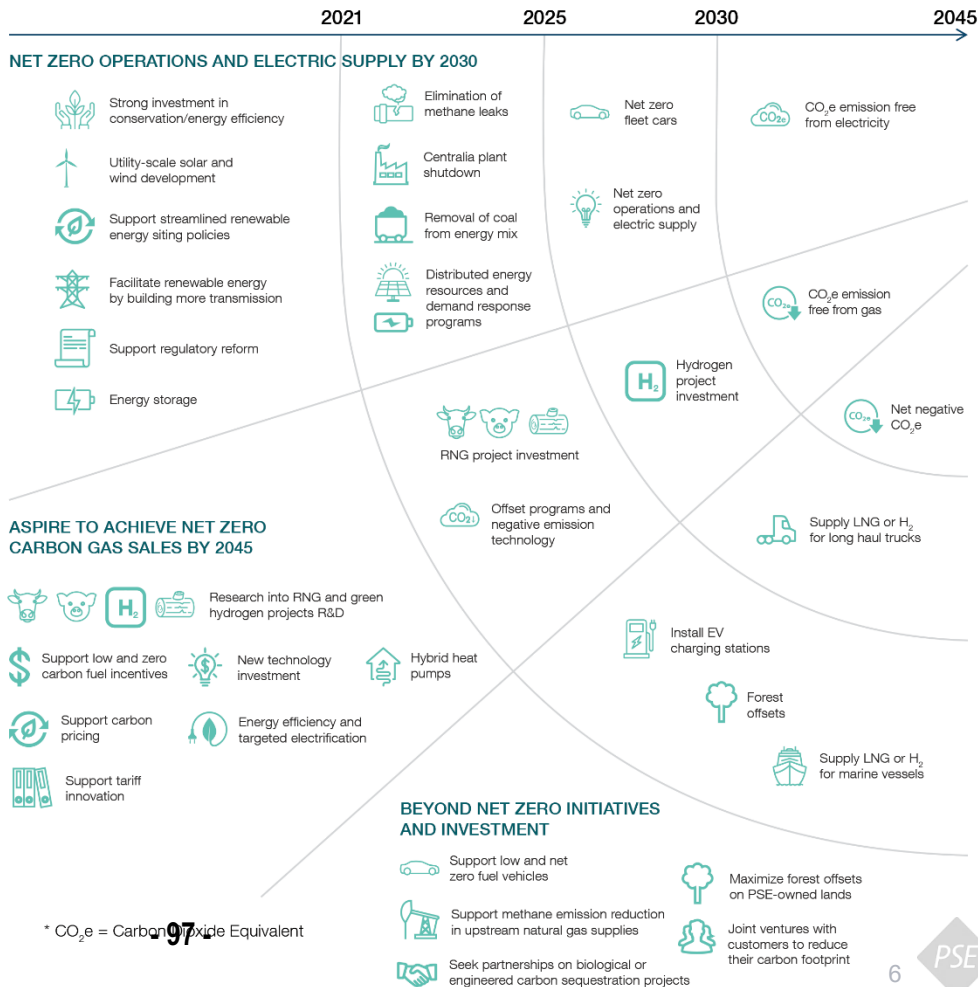 2021
2025
2030
2045
NET ZERO OPERATIONS AND ELECTRIC SUPPLY BY 2030
Strong investment in
conservation/energy efficiency
Utility-scale solar and
wind development
Support streamlined renewable
energy siting policies
Facilitate renewable energy
by building more transmission
Support regulatory reform
Energy storage
Elimination of
methane leaks
Centralia plant
shutdown
Removal of coal
from energy mix
Distributed energy
resources and
demand response
programs
Net zero
fleet cars
Net zero
operations and
electric supply
CO2e
CO2e emission free
from electricity
CO2e
CO2e emission
free from gas
H2
Hydrogen
project
investment
CO2e
Net negative
CO2e
RNG project investment
CO2↓
Offset programs and
negative emission
technology
ASPIRE TO ACHIEVE NET ZERO
CARBON GAS SALES BY 2045
H2
Research into RNG and green
hydrogen projects R&D
$
Support low and zero
carbon fuel incentives
$
New technology
investment
Hybrid heat
pumps
Support carbon
pricing
Energy efficiency and
targeted electrification
Support tariff
innovation
Supply LNG or H2
for long haul trucks
Install EV
charging stations
Forest
offsets
Supply LNG or H2
for marine vessels
BEYOND NET ZERO INITIATIVES
AND INVESTMENT
Support low and net
zero fuel vehicles
Support methane emission reduction
in upstream natural gas supplies
Seek partnerships on biological or
engineered carbon sequestration projects
Maximize forest offsets
on PSE-owned lands
Joint ventures with
customers to reduce
their carbon footprint
* CO2e = Carbon Dioxide Equivalent
- 97 -
6
PSE